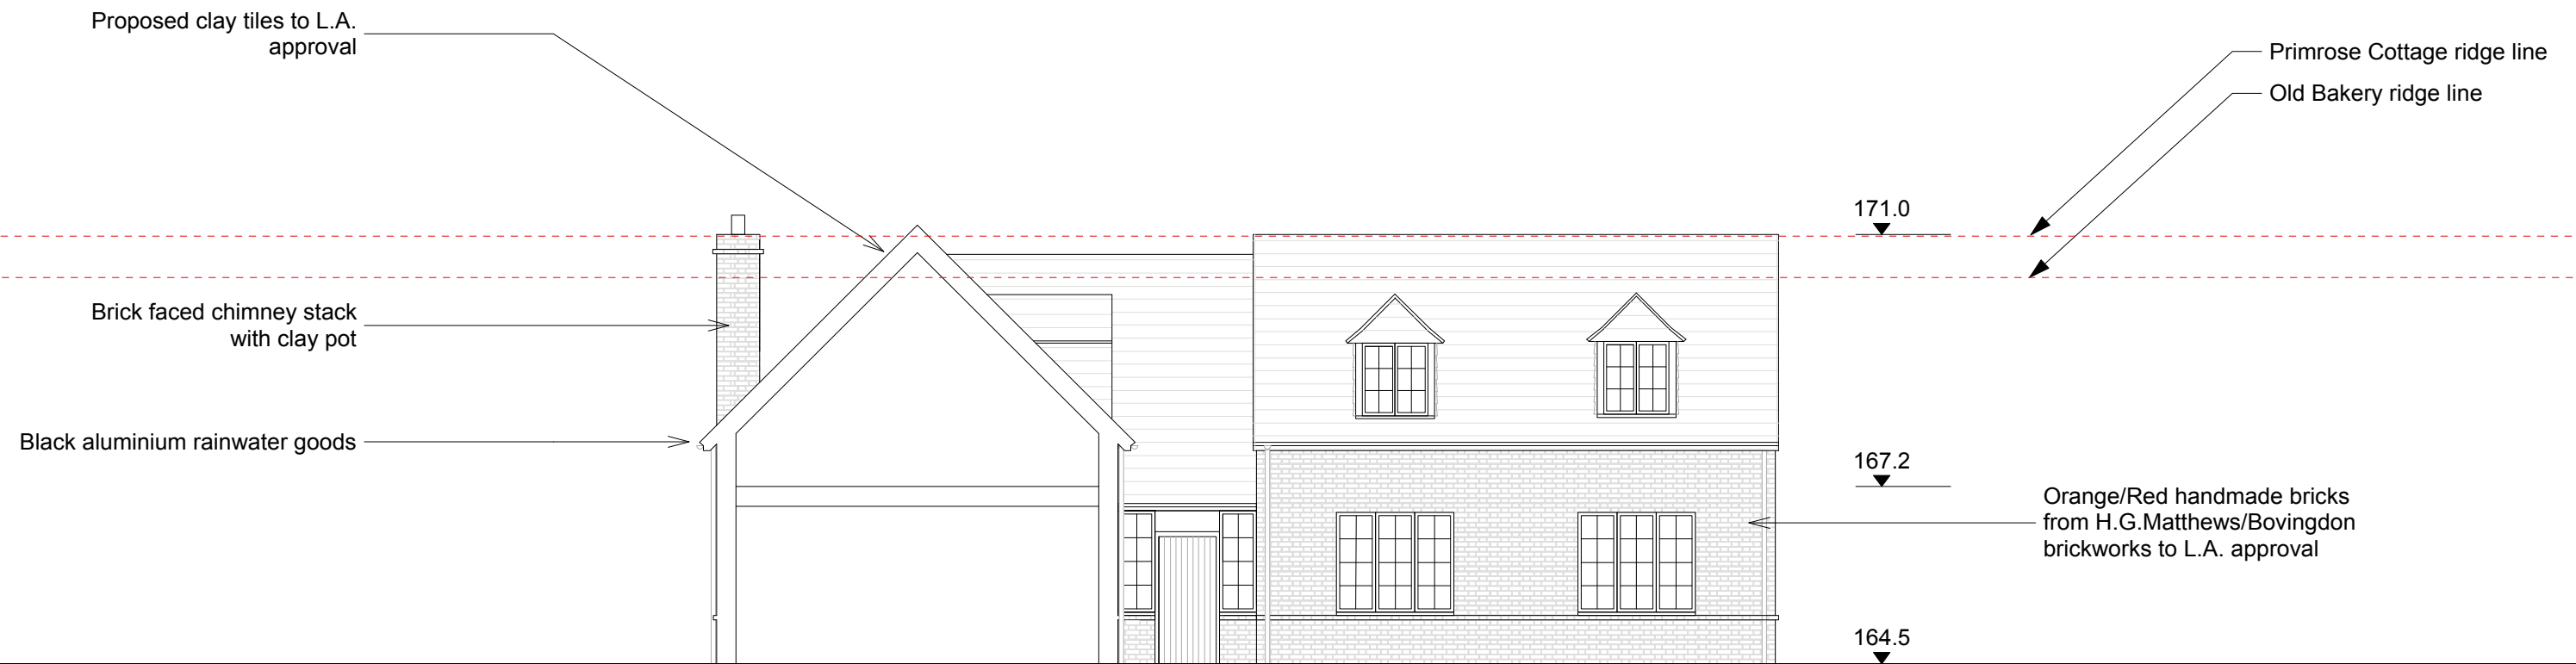 Proposed clay tiles to L.A.
approval
Primrose Cottage ridge line
Old Bakery ridge line
171.0
Brick faced chimney stack
with clay pot
Black aluminium rainwater goods
167.2
Orange/Red handmade bricks
from H.G.Matthews/Bovingdon
brickworks to L.A. approval
164.5